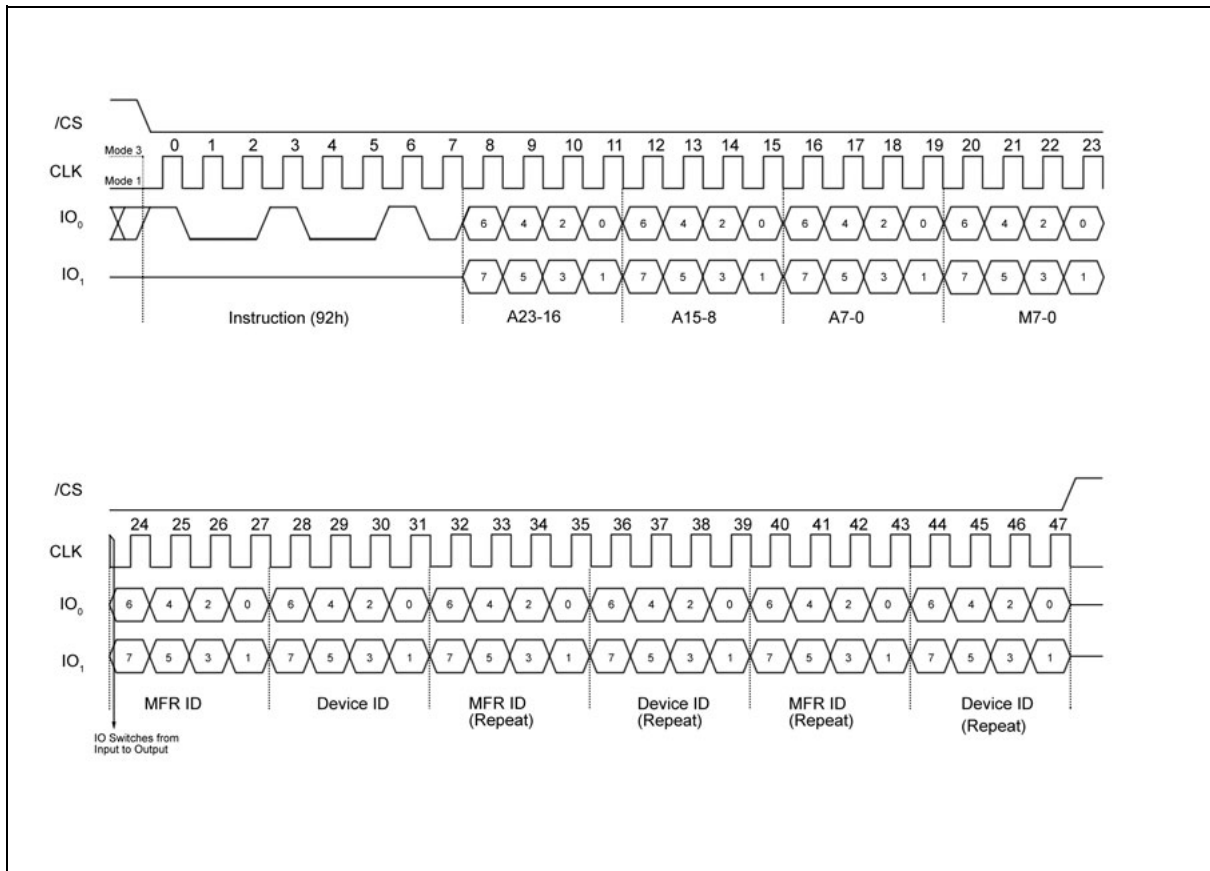 /CS
0 1 2 3 4 5 6 7 8 9 10 11 12 13 14 15 16 17 18 19 20 21 22 23
Mode 3
CLK
Mode 1
IO0 6 4 2 0 6 4 2 0 6 4 2 0 6 4 2 0
IO1 7 5 3 1 7 5 3 1 7 5 3 1 7 5 3 1
Instruction (92h) A23-16 A15-8 A7-0 M7-0
/CS
24 25 26 27 28 29 30 31 32 33 34 35 36 37 38 39 40 41 42 43 44 45 46 47
CLK
IO0 6 4 2 0 6 4 2 0 6 4 2 0 6 4 2 0 6 4 2 0 6 4 2 0
IO1 7 5 3 1 7 5 3 1 7 5 3 1 7 5 3 1 7 5 3 1 7 5 3 1
MFR ID Device ID MFR ID Device ID MFR ID Device ID
(Repeat) (Repeat) (Repeat) (Repeat)
IO Switches from
Input to Output